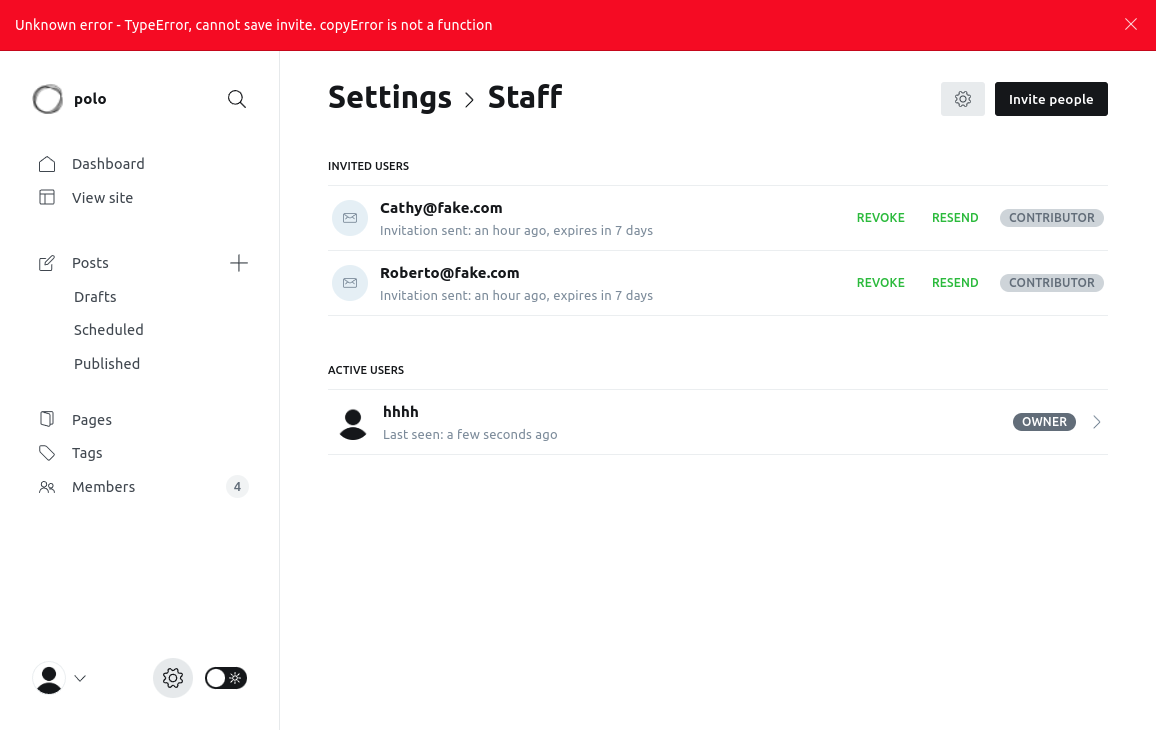 Unknown error - TypeError, cannot save invite. copyError is not a function
polo
Settings > Staff
Invite people
Dashboard
View site
Posts
Drafts
Scheduled
Published
Pages
Tags
Members 4
INVITED USERS
Cathy@fake.com
Invitation sent: an hour ago, expires in 7 days
REVOKE RESEND CONTRIBUTOR
Roberto@fake.com
Invitation sent: an hour ago, expires in 7 days
REVOKE RESEND CONTRIBUTOR
ACTIVE USERS
hhhh
Last seen: a few seconds ago
OWNER